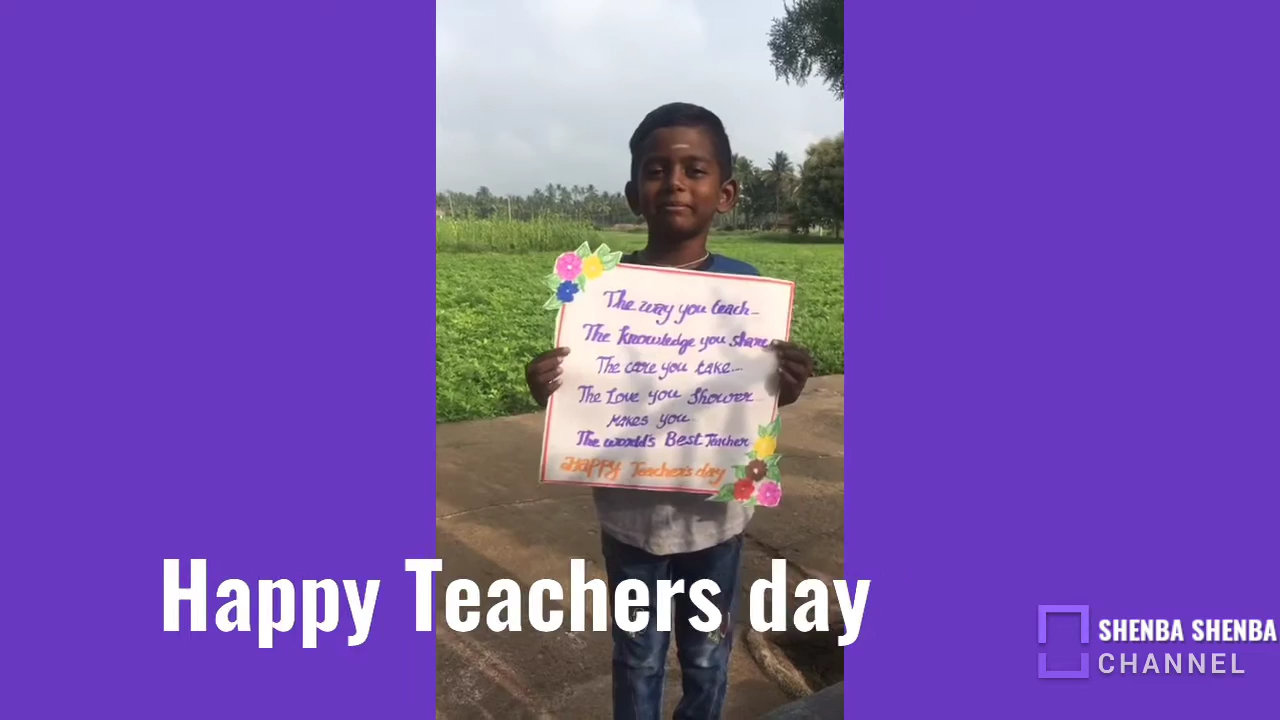 The way you teach...
The knowledge you share
The care you take...
The Love you Shower...
Makes you
The world's Best Teacher
Happy Teacher's day
Happy Teachers day
SHENBA SHENBA
CHANNEL